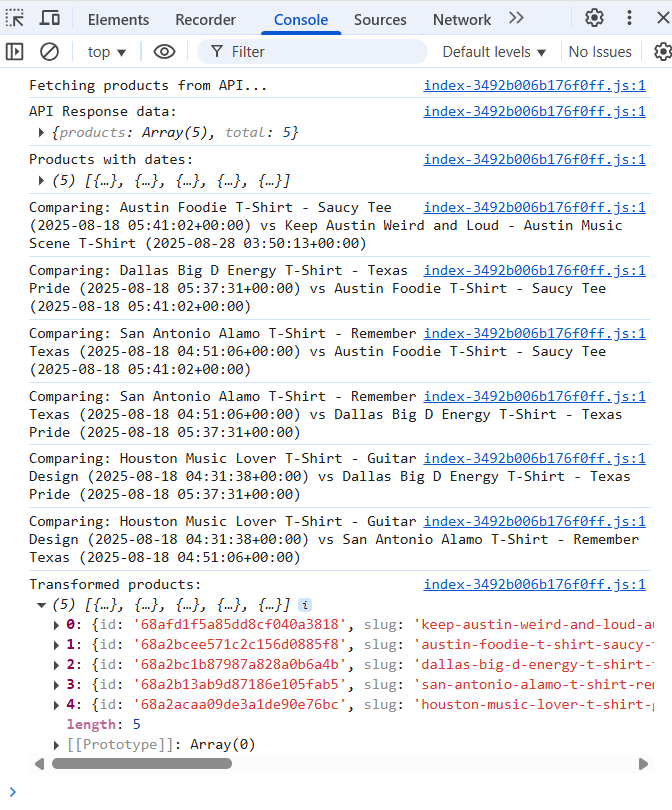 Elements Recorder Console Sources Network
top Filter Default levels No Issues
Fetching products from API... index-3492b006b176f0ff.js:1
API Response data: index-3492b006b176f0ff.js:1
{products: Array(5), total: 5}
Products with dates: index-3492b006b176f0ff.js:1
(5) [{…}, {…}, {…}, {…}, {…}]
Comparing: Austin Foodie T-Shirt - Saucy Tee index-3492b006b176f0ff.js:1
(2025-08-18 05:41:02+00:00) vs Keep Austin Weird and Loud - Austin Music
Scene T-Shirt (2025-08-28 03:50:13+00:00)
Comparing: Dallas Big D Energy T-Shirt - Texas index-3492b006b176f0ff.js:1
Pride (2025-08-18 05:37:31+00:00) vs Austin Foodie T-Shirt - Saucy Tee
(2025-08-18 05:41:02+00:00)
Comparing: San Antonio Alamo T-Shirt - Remember index-3492b006b176f0ff.js:1
Texas (2025-08-18 04:51:06+00:00) vs Austin Foodie T-Shirt - Saucy Tee
(2025-08-18 05:41:02+00:00)
Comparing: San Antonio Alamo T-Shirt - Remember index-3492b006b176f0ff.js:1
Texas (2025-08-18 04:51:06+00:00) vs Dallas Big D Energy T-Shirt - Texas
Pride (2025-08-18 05:37:31+00:00)
Comparing: Houston Music Lover T-Shirt - Guitar index-3492b006b176f0ff.js:1
Design (2025-08-18 04:31:38+00:00) vs Dallas Big D Energy T-Shirt - Texas
Pride (2025-08-18 05:37:31+00:00)
Comparing: Houston Music Lover T-Shirt - Guitar index-3492b006b176f0ff.js:1
Design (2025-08-18 04:31:38+00:00) vs San Antonio Alamo T-Shirt - Remember
Texas (2025-08-18 04:51:06+00:00)
Transformed products: index-3492b006b176f0ff.js:1
(5) [{…}, {…}, {…}, {…}, {…}] i
0: {id: '68afd1f5a85dd8cf040a3818', slug: 'keep-austin-weird-and-loud-au
1: {id: '68a2bcee571c2c156d0885f8', slug: 'austin-foodie-t-shirt-saucy-t
2: {id: '68a2bc1b87987a828a0b6a4b', slug: 'dallas-big-d-energy-t-shirt-t
3: {id: '68a2b13ab9d87186e105fab5', slug: 'san-antonio-alamo-t-shirt-rem
4: {id: '68a2acaa09de3a1de90e76bc', slug: 'houston-music-lover-t-shirt-g
length: 5
[[Prototype]]: Array(0)